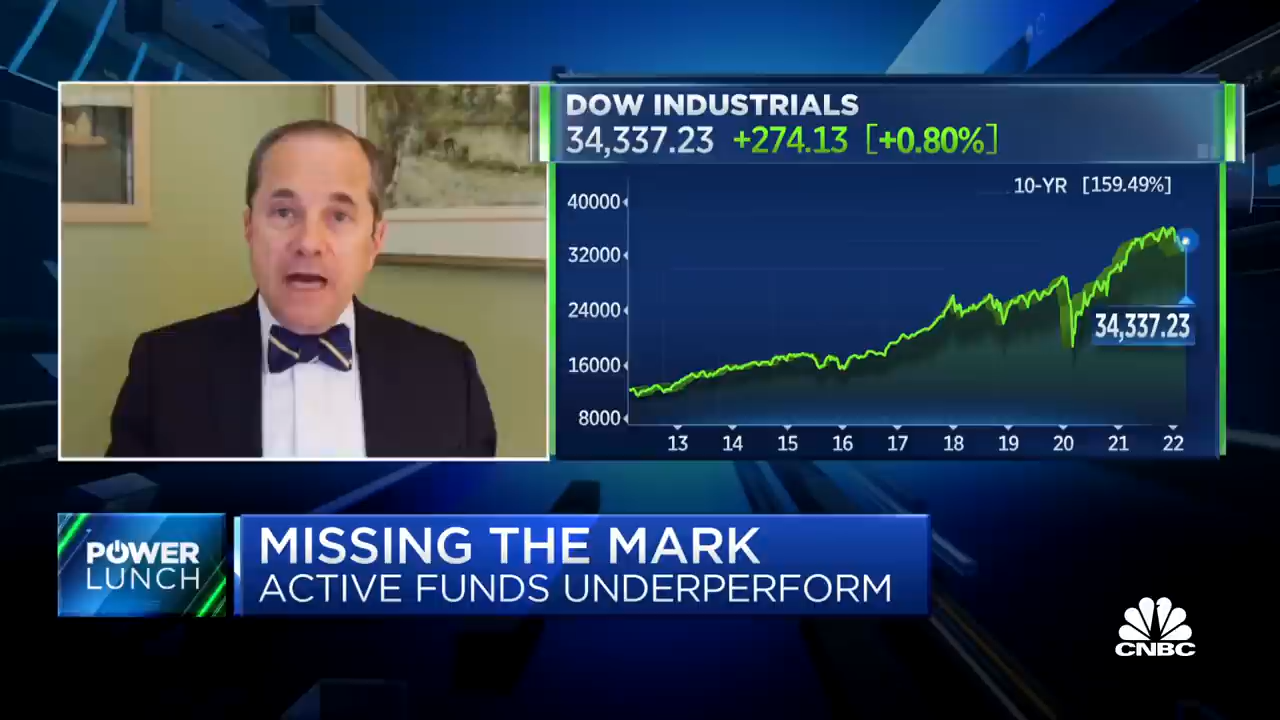 DOW INDUSTRIALS
34,337.23 +274.13 [+0.80%]
10-YR [159.49%]
40000
32000
24000
16000
8000
34,337.23
13 14 15 16 17 18 19 20 21 22
POWER
LUNCH
MISSING THE MARK
ACTIVE FUNDS UNDERPERFORM
CNBC